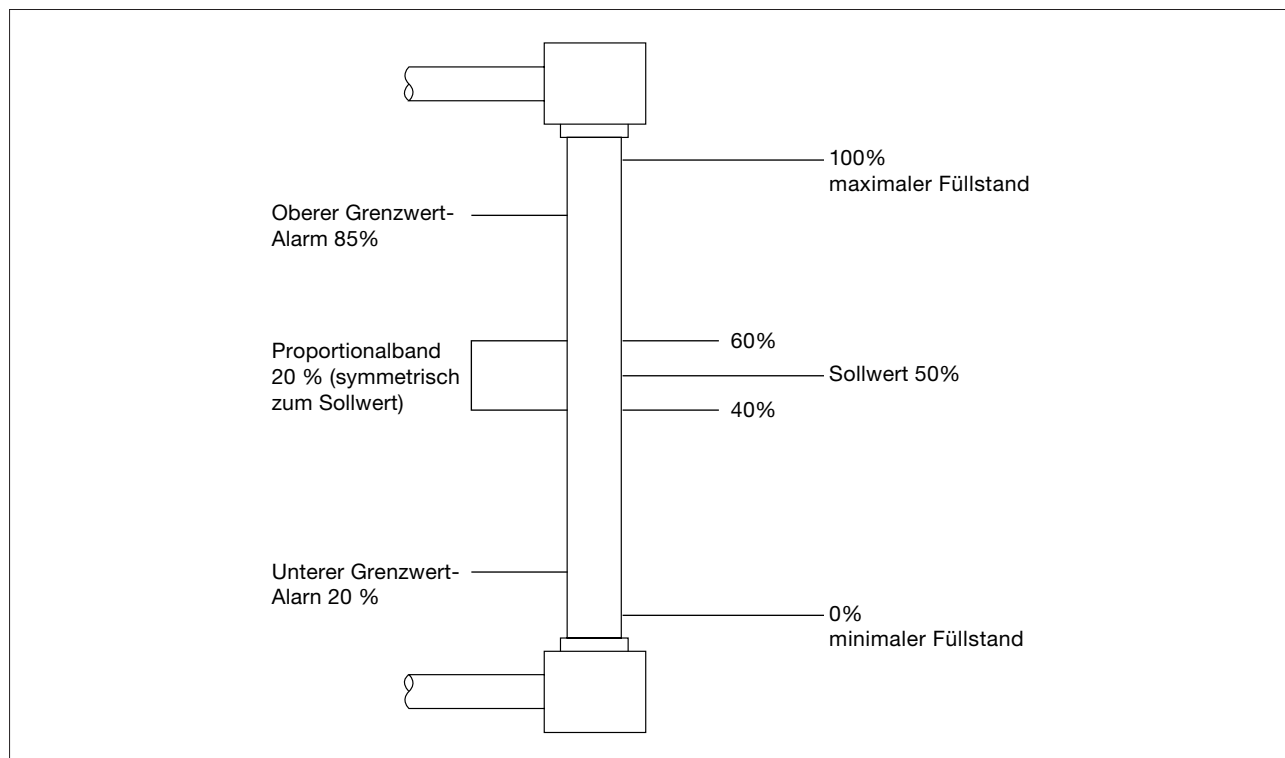 100%
maximaler Füllstand
Oberer Grenzwert-
Alarm 85%
60%
Proportionalband
20 % (symmetrisch
zum Sollwert)
Sollwert 50%
40%
Unterer Grenzwert-
Alarn 20 %
0%
minimaler Füllstand